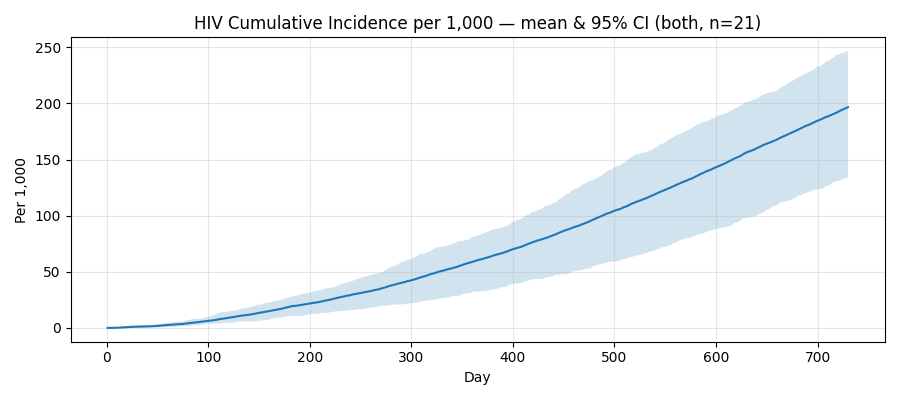 HIV Cumulative Incidence per 1,000 — mean & 95% CI (both, n=21)
Per 1,000
250
200
150
100
50
0
0 100 200 300 400 500 600 700
Day